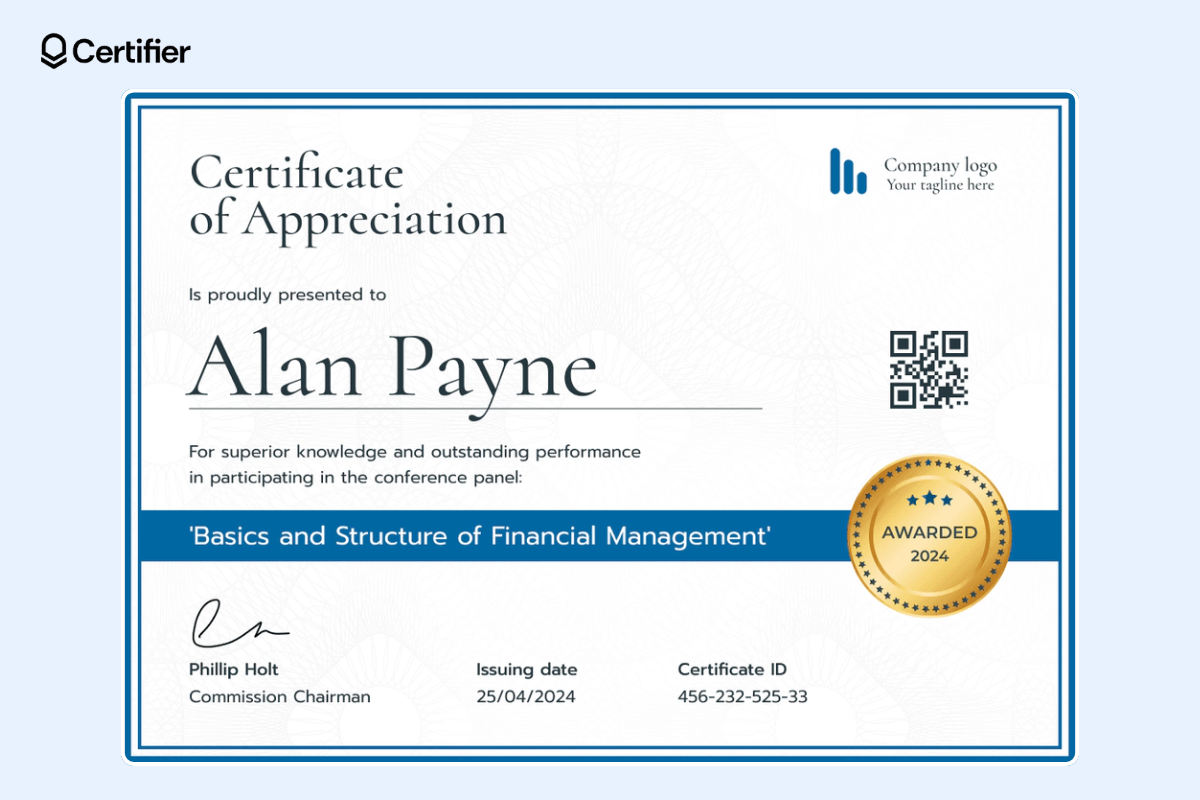 Certifier
Certificate
of Appreciation
Company logo
Your tagline here
Is proudly presented to
Alan Payne
For superior knowledge and outstanding performance
in participating in the conference panel:
'Basics and Structure of Financial Management'
AWARDED
2024
Phillip Holt
Commission Chairman
Issuing date
25/04/2024
Certificate ID
456-232-525-33